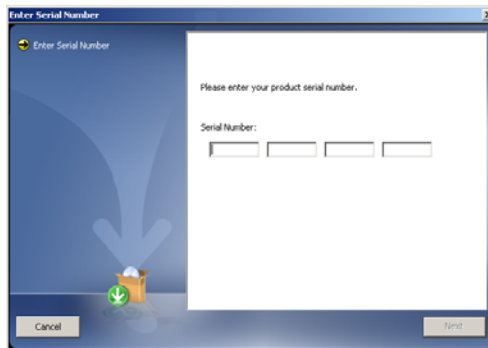 Enter Serial Number
Enter Serial Number
Please enter your product serial number.
Serial Number:
Cancel
Next